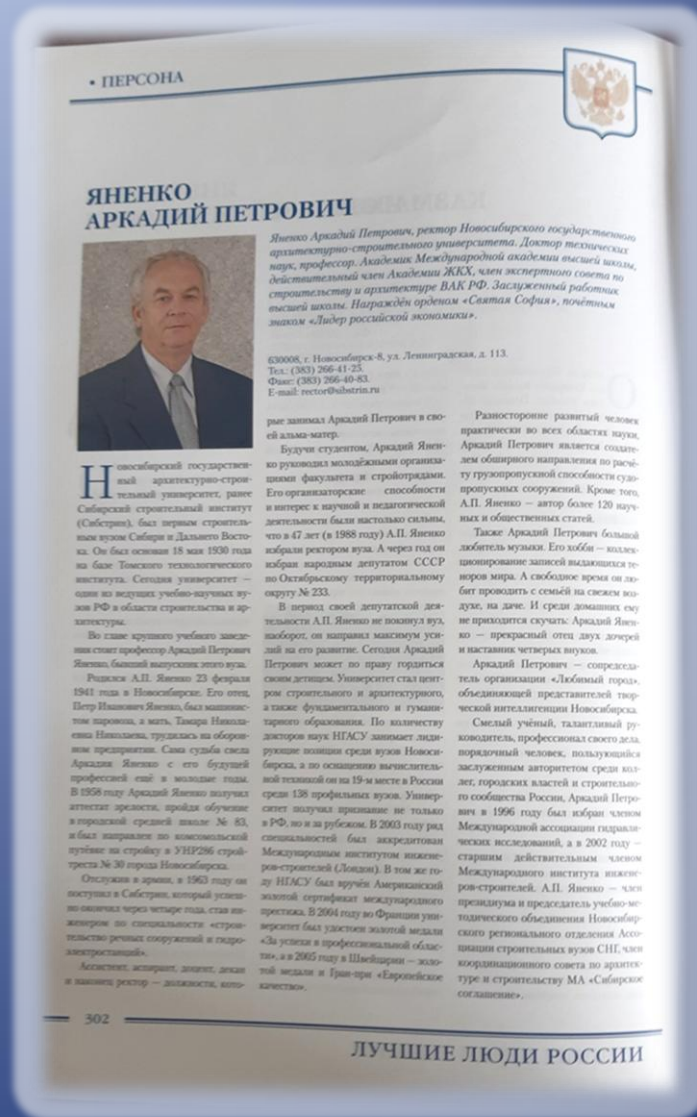 • ПЕРСОНА
ЯНЕНКО
АРКАДИЙ ПЕТРОВИЧ
Яненко Аркадий Петрович, ректор Новосибирского государственного
архитектурно-строительного университета. Доктор технических
наук, профессор. Академик Международной академии высшей школы,
действительный член Академии ЖКХ, член экспертного совета по
строительству и архитектуре ВАК РФ. Заслуженный работник
высшей школы. Награждён орденом «Святая София», почётным
знаком «Лидер российской экономики».
630008, г. Новосибирск-8, ул. Ленинградская, д. 113.
Тел.: (383) 266-41-25.
Факс: (383) 266-40-83.
E-mail: rector@sibstrin.ru
Новосибирский государствен-
ный архитектурно-строи-
тельный университет, ранее
Сибирский строительный институт
(Сибстрин), был первым строитель-
ным вузом Сибири и Дальнего Восто-
ка. Он был основан 18 мая 1930 года
на базе Томского технологического
института. Сегодня университет –
один из ведущих учебно-научных ву-
зов РФ в области строительства и ар-
хитектуры.
Во главе крупного учебного заведе-
ния стоит профессор Аркадий Петрович
Яненко, бывший выпускник этого вуза.
Родился А.П. Яненко 23 февраля
1941 года в Новосибирске. Его отец,
Петр Иванович Яненко, был машинис-
том паровоза, а мать, Тамара Никола-
евна Николаева, трудилась на оборон-
ном предприятии. Сама судьба свела
Аркадия Яненко с его будущей
профессией ещё в молодые годы.
В 1958 году Аркадий Яненко получил
аттестат зрелости, пройдя обучение
в городской средней школе № 83,
и был направлен по комсомольской
путёвке на стройку в УНР286 строй-
треста № 30 города Новосибирска.
Отслужив в армии, в 1963 году он
поступил в Сибстрин, который успеш-
но окончил через четыре года, став ин-
женером по специальности «строи-
тельство речных сооружений и гидро-
электростанций».
Ассистент, аспирант, доцент, декан
и наконец ректор – должности, кото-
рые занимал Аркадий Петрович в сво-
ей альма-матер.
Будучи студентом, Аркадий Янен-
ко руководил молодёжными организа-
циями факультета и стройотрядами.
Его организаторские способности
и интерес к научной и педагогической
деятельности были настолько сильны,
что в 47 лет (в 1988 году) А.П. Яненко
избрали ректором вуза. А через год он
избран народным депутатом СССР
по Октябрьскому территориальному
округу № 233.
В период своей депутатской дея-
тельности А.П. Яненко не покинул вуз,
наоборот, он направил максимум уси-
лий на его развитие. Сегодня Аркадий
Петрович может по праву гордиться
своим детищем. Университет стал цент-
ром строительного и архитектурного,
а также фундаментального и гумани-
тарного образования. По количеству
докторов наук НГАСУ занимает лиди-
рующие позиции среди вузов Новоси-
бирска, а по оснащению вычислитель-
ной техникой он на 19-м месте в России
среди 138 профильных вузов. Универ-
ситет получил признание не только
в РФ, но и за рубежом. В 2003 году ряд
специальностей был аккредитован
Международным институтом инжене-
ров-строителей (Лондон). В том же го-
ду НГАСУ был вручён Американский
золотой сертификат международного
престижа. В 2004 году во Франции уни-
верситет был удостоен золотой медали
«За успехи в профессиональной облас-
ти», а в 2005 году в Швейцарии – золо-
той медали и Гран-при «Европейское
качество».
Разносторонне развитый человек
практически во всех областях науки,
Аркадий Петрович является создате-
лем обширного направления по расчё-
ту грузопропускной способности судо-
пропускных сооружений. Кроме того,
А.П. Яненко – автор более 120 науч-
ных и общественных статей.
Также Аркадий Петрович большой
любитель музыки. Его хобби – коллек-
ционирование записей выдающихся те-
норов мира. А свободное время он лю-
бит проводить с семьёй на свежем воз-
духе, на даче. И среди домашних ему
не приходится скучать: Аркадий Янен-
ко – прекрасный отец двух дочерей
и наставник четверых внуков.
Аркадий Петрович – сопредседа-
тель организации «Любимый город»,
объединяющей представителей твор-
ческой интеллигенции Новосибирска.
Смелый учёный, талантливый ру-
ководитель, профессионал своего дела,
порядочный человек, пользующийся
заслуженным авторитетом среди кол-
лег, городских властей и строительно-
го сообщества России, Аркадий Петро-
вич в 1996 году был избран членом
Международной ассоциации гидравли-
ческих исследований, а в 2002 году –
старшим действительным членом
Международного института инжене-
ров-строителей. А.П. Яненко – член
президиума и председатель учебно-ме-
тодического объединения Новосибир-
ского регионального отделения Ассо-
циации строительных вузов СНГ, член
координационного совета по архитек-
туре и строительству МА «Сибирское
соглашение».
302
ЛУЧШИЕ ЛЮДИ РОССИИ